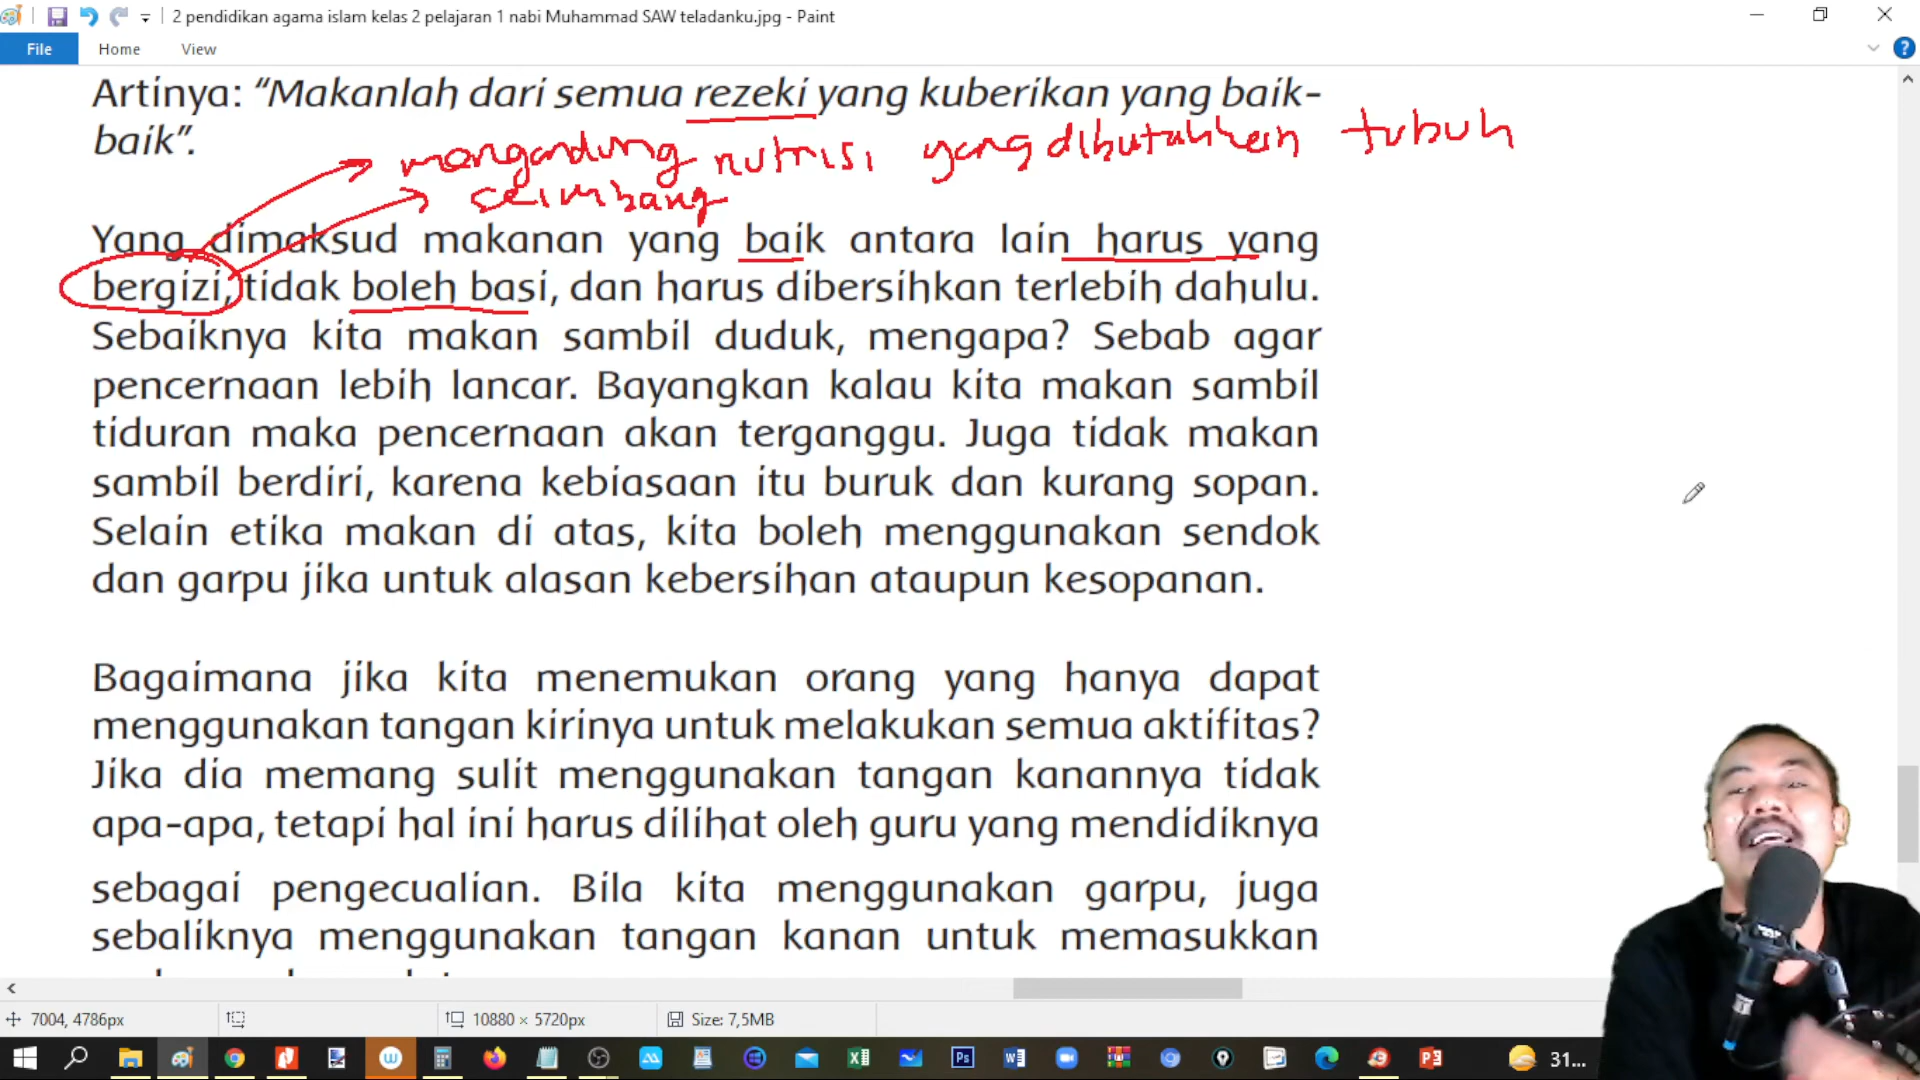 2 pendidikan agama islam kelas 2 pelajaran 1 nabi Muhammad SAW teladanku.jpg - Paint
File Home View
Artinya: “Makanlah dari semua rezeki yang kuberikan yang baik-
baik”.
mengandung nutrisi yang dibutuhkan tubuh
seimbang
Yang dimaksud makanan yang baik antara lain harus yang
bergizi, tidak boleh basi, dan harus dibersihkan terlebih dahulu.
Sebaiknya kita makan sambil duduk, mengapa? Sebab agar
pencernaan lebih lancar. Bayangkan kalau kita makan sambil
tiduran maka pencernaan akan terganggu. Juga tidak makan
sambil berdiri, karena kebiasaan itu buruk dan kurang sopan.
Selain etika makan di atas, kita boleh menggunakan sendok
dan garpu jika untuk alasan kebersihan ataupun kesopanan.
Bagaimana jika kita menemukan orang yang hanya dapat
menggunakan tangan kirinya untuk melakukan semua aktifitas?
Jika dia memang sulit menggunakan tangan kanannya tidak
apa-apa, tetapi hal ini harus dilihat oleh guru yang mendidiknya
sebagai pengecualian. Bila kita menggunakan garpu, juga
sebaliknya menggunakan tangan kanan untuk memasukkan
7004, 4786px 10880 × 5720px Size: 7,5MB
31...